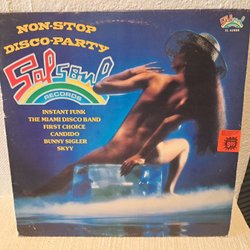 NON-STOP
DISCO-PARTY
Salsoul
RECORDS
INSTANT FUNK
THE MIAMI DISCO BAND
FIRST CHOICE
CANDIDO
BUNNY SIGLER
SKYY